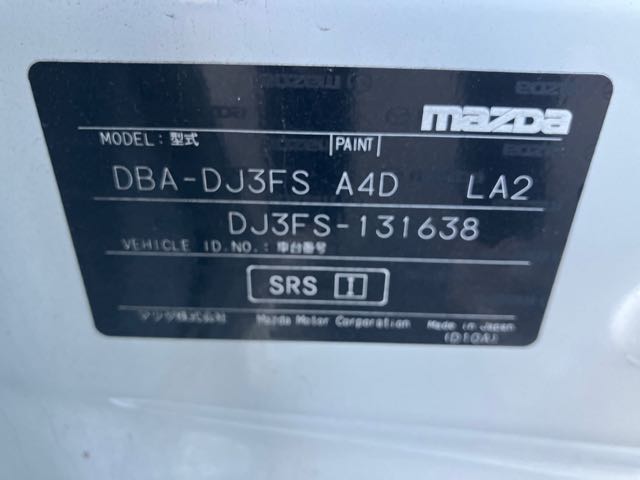 mazda
MODEL: 型式 PAINT
DBA-DJ3FS A4D LA2
DJ3FS-131638
VEHICLE ID.NO.: 車台番号
SRS I
マツダ株式会社 Mazda Motor Corporation Made in Japan
(D10A)